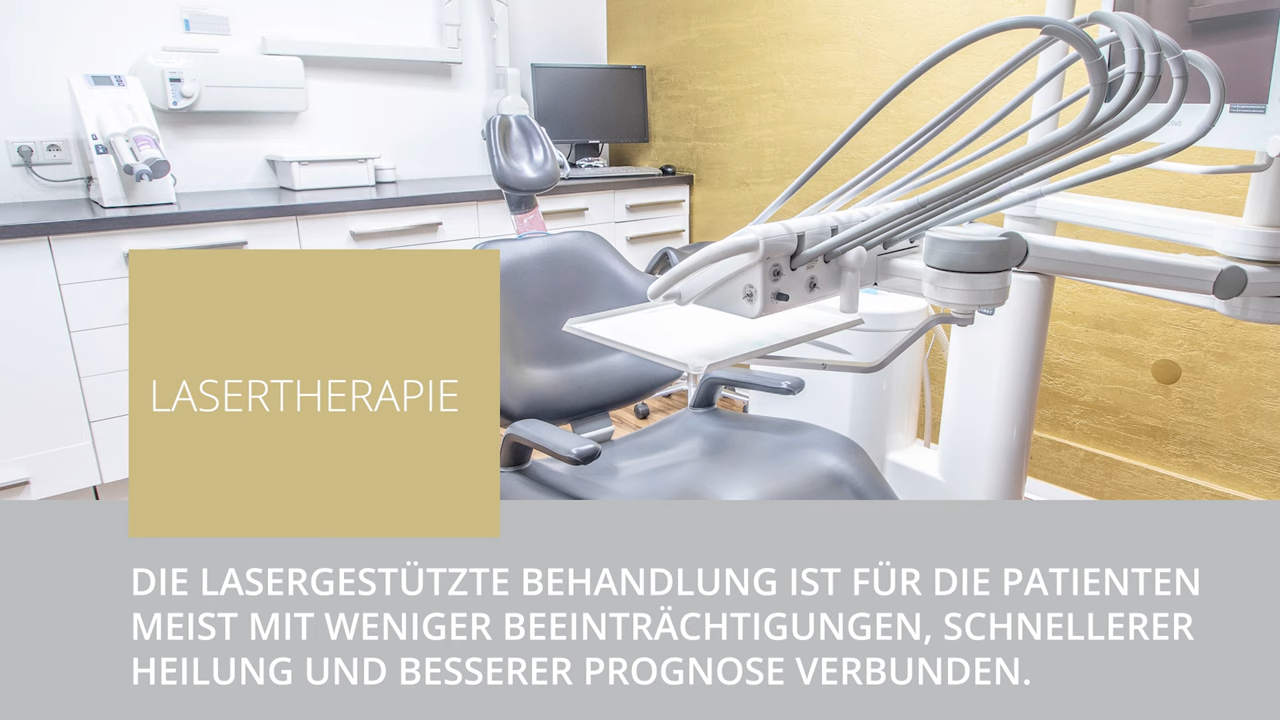 LASERTHERAPIE
DIE LASERGESTÜTZTE BEHANDLUNG IST FÜR DIE PATIENTEN
MEIST MIT WENIGER BEEINTRÄCHTIGUNGEN, SCHNELLERER
HEILUNG UND BESSERER PROGNOSE VERBUNDEN.